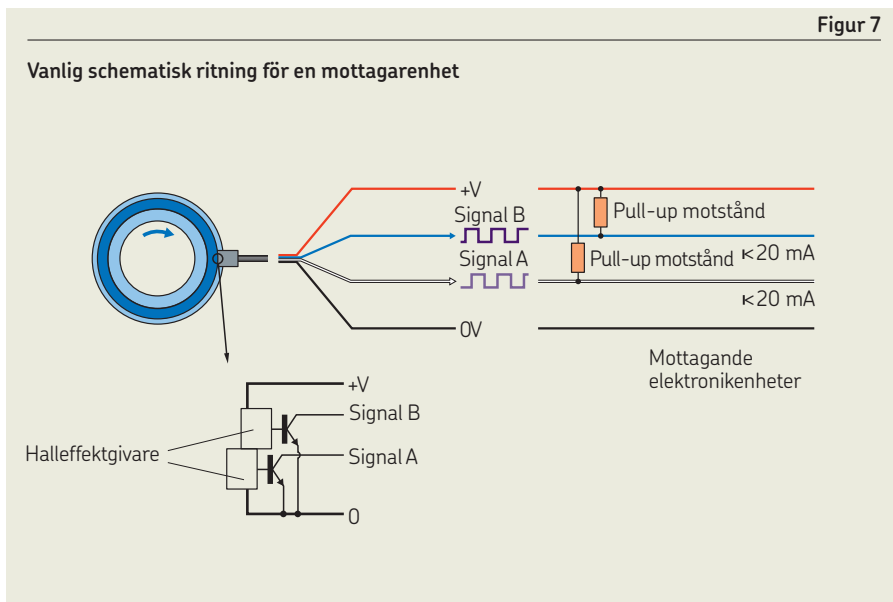 Figur 7
Vanlig schematisk ritning för en mottagarenhet
+V
Signal B
Pull-up motstånd
Signal A
Pull-up motstånd
κ<20 mA
κ<20 mA
0V
Mottagande
elektronikenheter
+V
Signal B
Halleffektgivare
Signal A
0